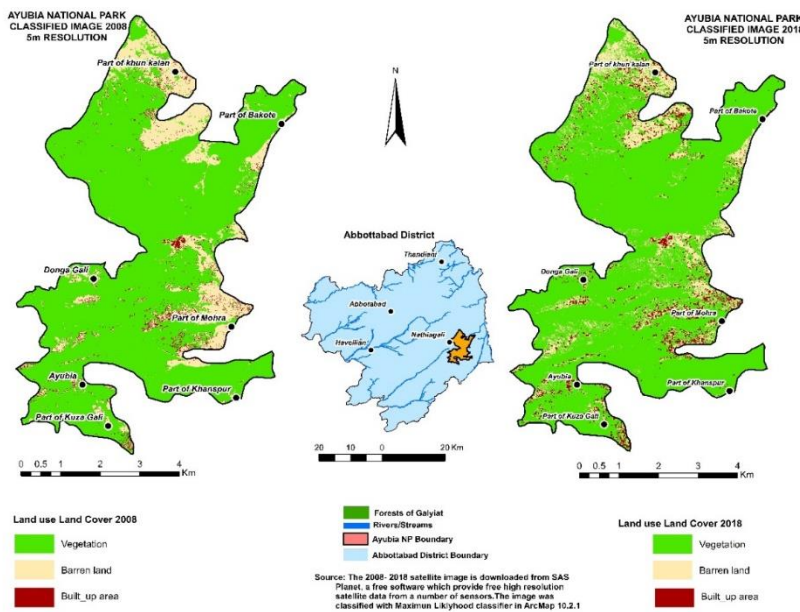 AYUBIA NATIONAL PARK
CLASSIFIED IMAGE 2008
5m RESOLUTION
Part of khun kalan
Part of Bakote
Donga Gali
Part of Mohra
Ayubia
Part of Khanspur
Part of Kuza Gali
0 0.5 1 2 3 4
Km
Land use Land Cover 2008
Vegetation
Barren land
Built_up area
N
Abbottabad District
Thandiani
Abbotabad
Nathiagali
Havellian
20 10 0 20 Km
Forests of Galyiat
Rivers/Streams
Ayubia NP Boundary
Abbottabad District Boundary
Source: The 2008- 2018 satellite image is downloaded from SAS
Planet, a free software which provide free high resolution
satellite data from a number of sensors.The image was
classified with Maximun Liklyhood classifier in ArcMap 10.2.1
AYUBIA NATIONAL PARK
CLASSIFIED IMAGE 2018
5m RESOLUTION
Part of khun kalan
Part of Bakote
Donga Gali
Part of Mohra
Ayubia
Part of Khanspur
Part of Kuza Gali
0 0.5 1 2 3 4
Km
Land use Land Cover 2018
Vegetation
Barren land
Built_up area